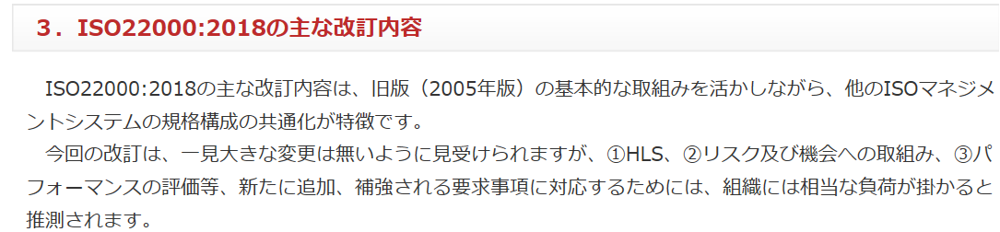 ３．ISO22000:2018の主な改訂内容
　ISO22000:2018の主な改訂内容は、旧版（2005年版）の基本的な取組みを活かしながら、他のISOマネジメ
ントシステムの規格構成の共通化が特徴です。
　今回の改訂は、一見大きな変更は無いように見受けられますが、①HLS、②リスク及び機会への取組み、③パ
フォーマンスの評価等、新たに追加、補強される要求事項に対応するためには、組織には相当な負荷が掛かると
推測されます。